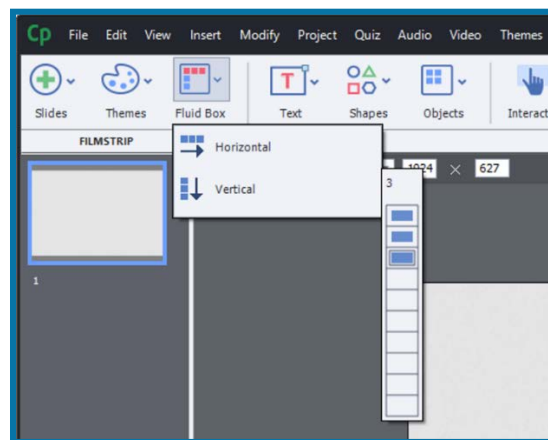 Cp File Edit View Insert Modify Project Quiz Audio Video Themes
Slides Themes Fluid Box Text Shapes Objects Interact
FILMSTRIP
Horizontal
1024 × 627
3
Vertical
1